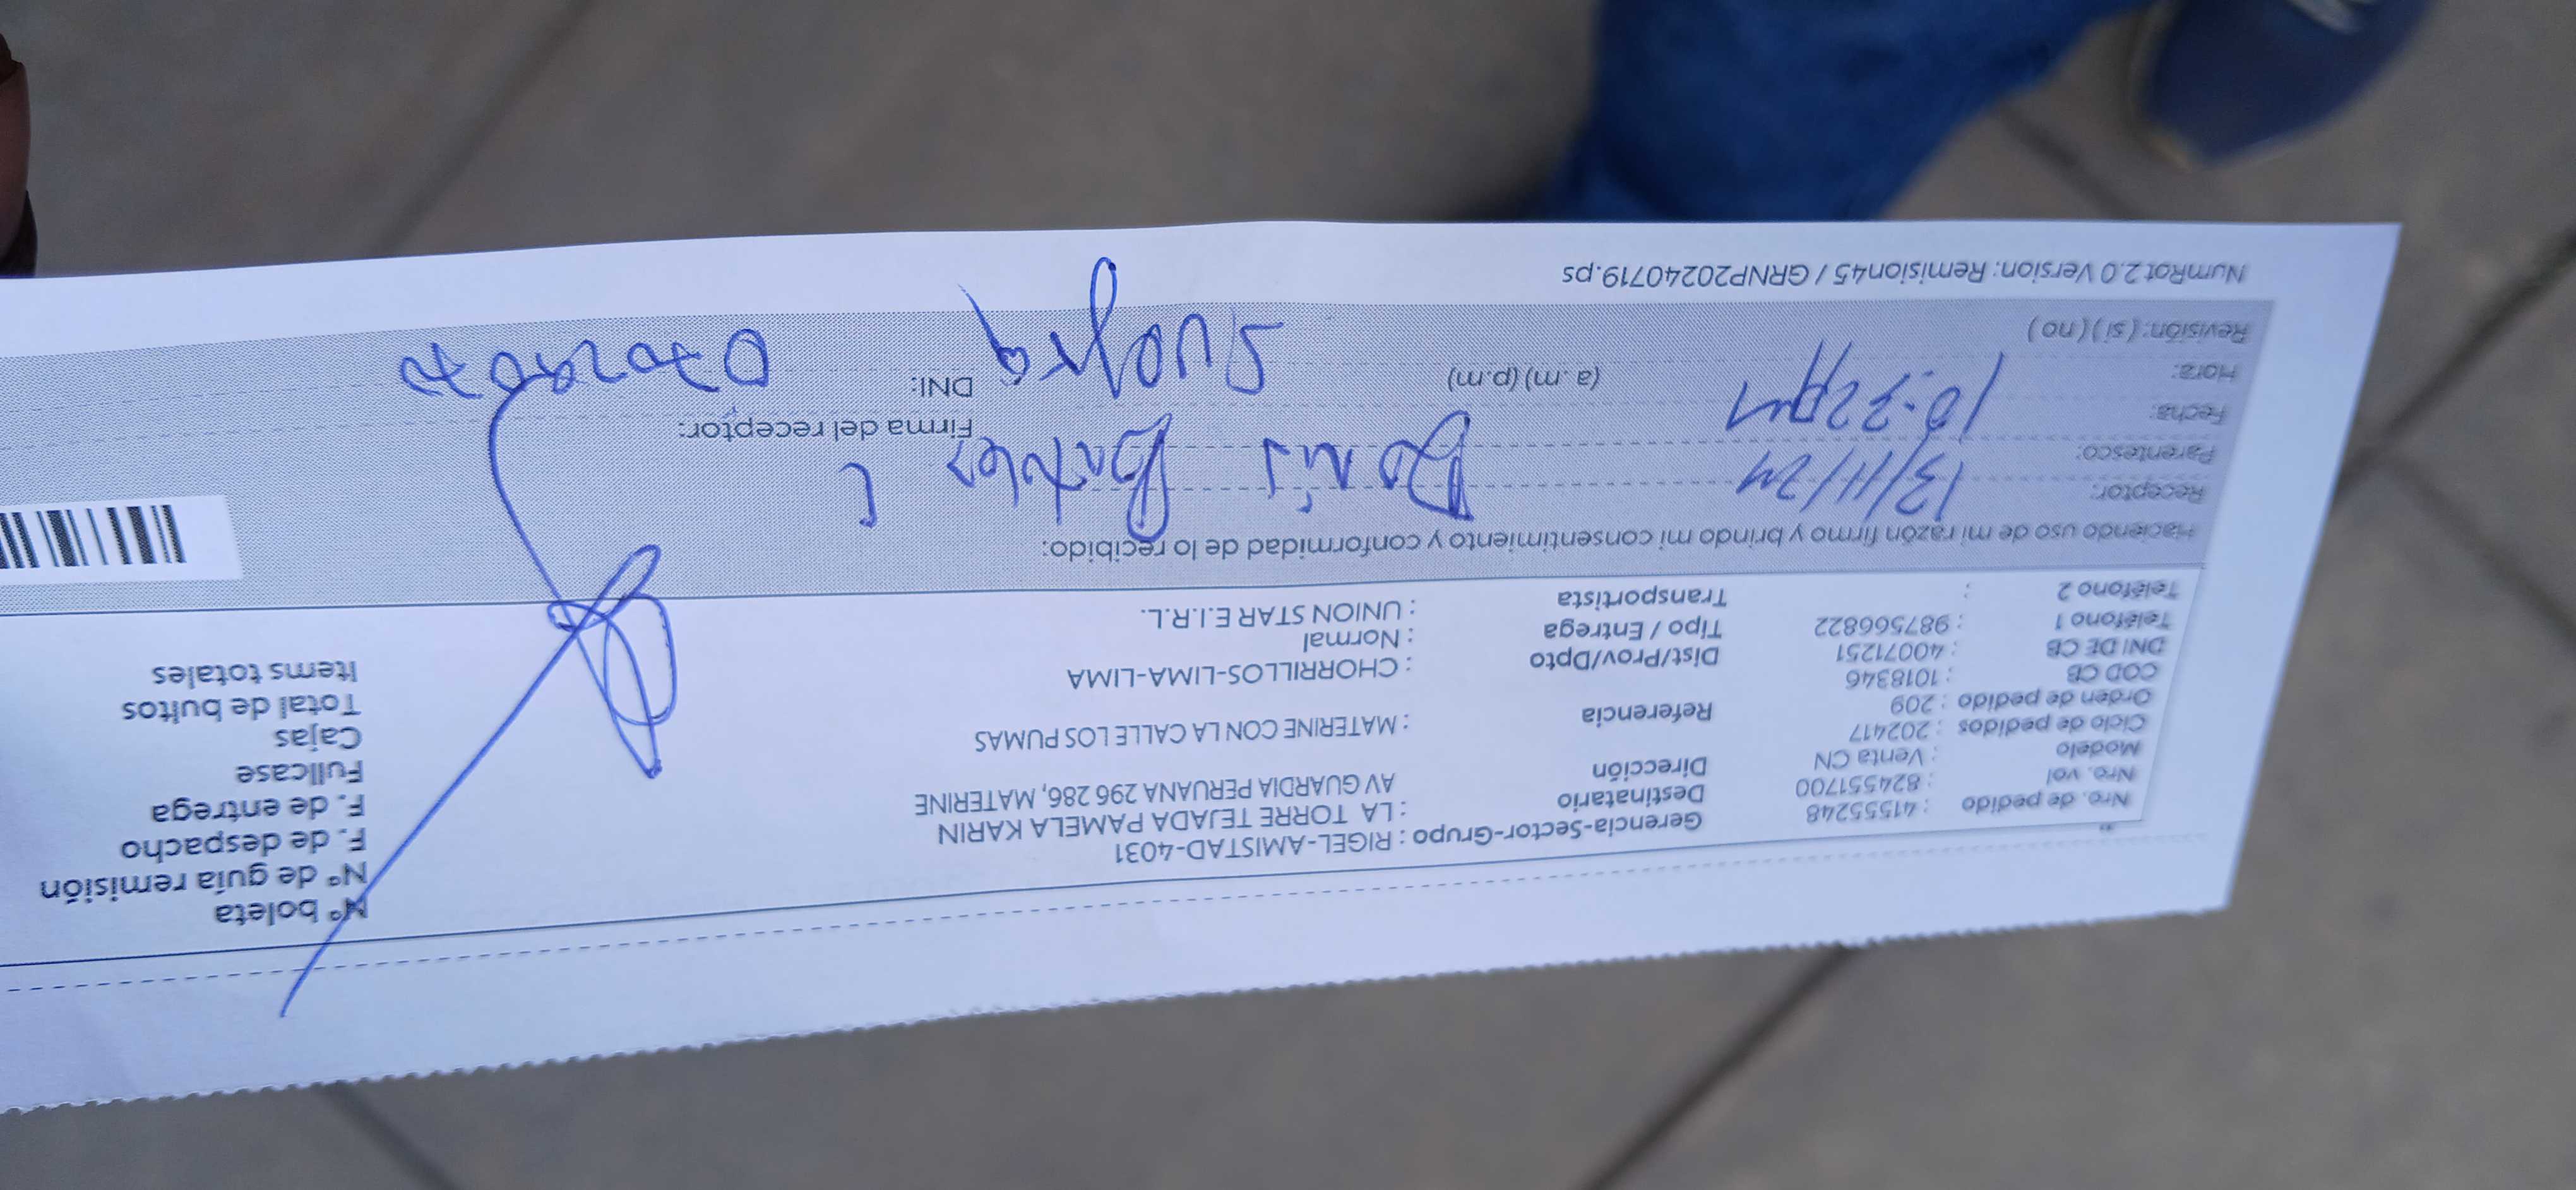 Nº boleta
Nº de guía remisión
F. de despacho
F. de entrega
Fullcase
Cajas
Total de bultos
Items totales
Gerencia-Sector-Grupo : RIGEL-AMISTAD-4031
Destinatario : LA TORRE TEJADA PAMELA KARIN
Dirección AV GUARDIA PERUANA 296 286, MATERINE
Referencia : MATERINE CON LA CALLE LOS PUMAS
Dist/Prov/Dpto : CHORRILLOS-LIMA-LIMA
Tipo / Entrega : Normal
Transportista : UNION STAR E.I.R.L.
Nro. de pedido : 41555248
Nro. vol : 824551700
Modelo : Venta CN
Ciclo de pedidos : 202417
Orden de pedido : 209
COD CB : 1018346
DNI DE CB : 40071251
Teléfono 1 : 987566822
Teléfono 2 :
Haciendo uso de mi razón firmo y brindo mi consentimiento y conformidad de lo recibido:
Receptor: 13/11/24
Parentesco: Doris
Fecha: 10:32pm Firma del receptor:
Hora: (a.m) (p.m) Suegra DNI:
Revisión: ( si ) ( no )
NumRot 2.0 Version: Remision45 / GRNP20240719.ps